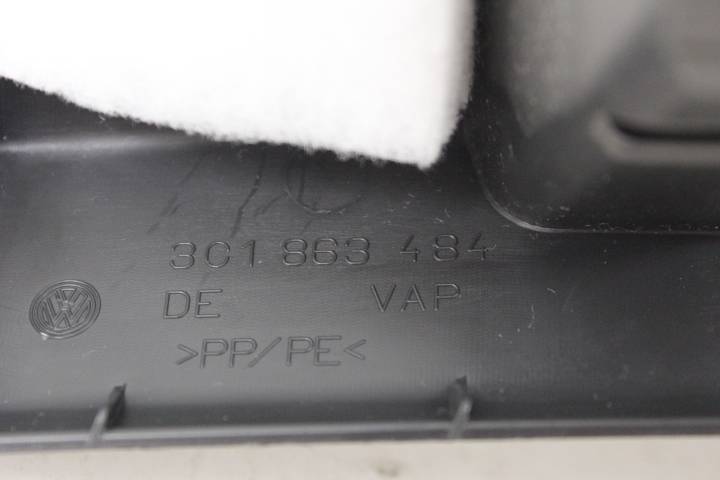 3C1 863 484
DE VAP
>PP/PE<